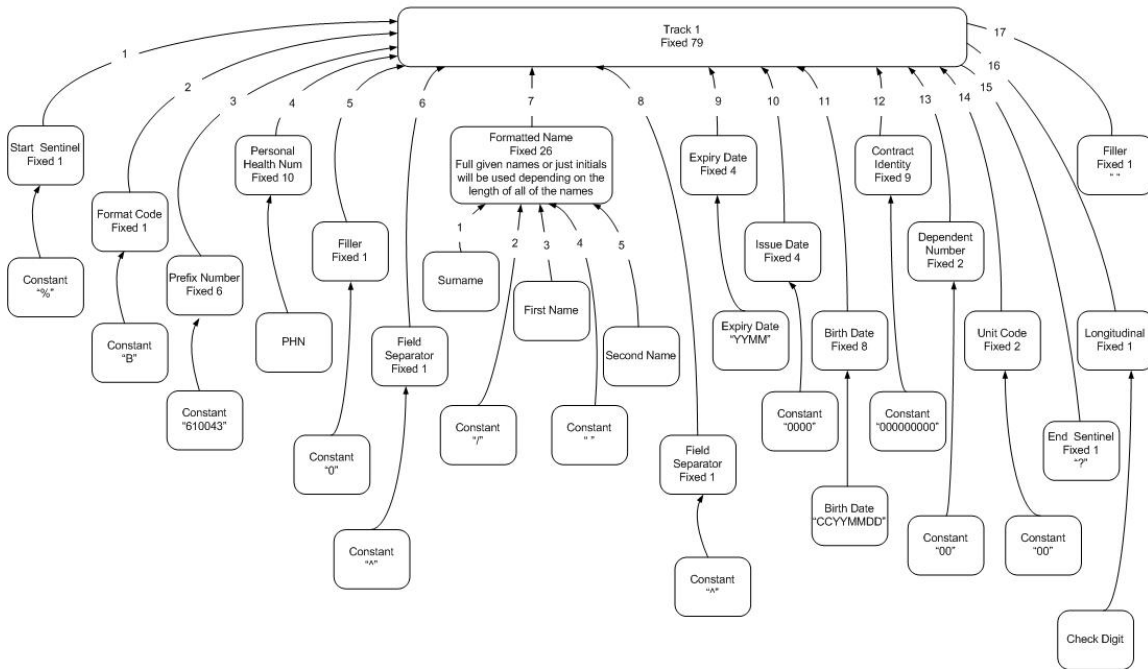 Track 1
Fixed 79
1
2
3
4
5
6
7
8
9
10
11
12
13
14
15
16
17
Start Sentinel
Fixed 1
Constant
“%”
Format Code
Fixed 1
Constant
“B”
Prefix Number
Fixed 6
Constant
“610043”
Personal
Health Num
Fixed 10
PHN
Filler
Fixed 1
Constant
“0”
Field
Separator
Fixed 1
Constant
“^”
Formatted Name
Fixed 26
Full given names or just initials
will be used depending on the
length of all of the names
1
2
3
4
5
Surname
Constant
“/”
First Name
Constant
“ ”
Second Name
Field
Separator
Fixed 1
Constant
“^”
Expiry Date
Fixed 4
Expiry Date
“YYMM”
Issue Date
Fixed 4
Constant
“0000”
Birth Date
Fixed 8
Birth Date
“CCYYMMDD”
Contract
Identity
Fixed 9
Constant
“000000000”
Dependent
Number
Fixed 2
Constant
“00”
Unit Code
Fixed 2
Constant
“00”
End Sentinel
Fixed 1
“?”
Longitudinal
Fixed 1
Check Digit
Filler
Fixed 1
“ ”